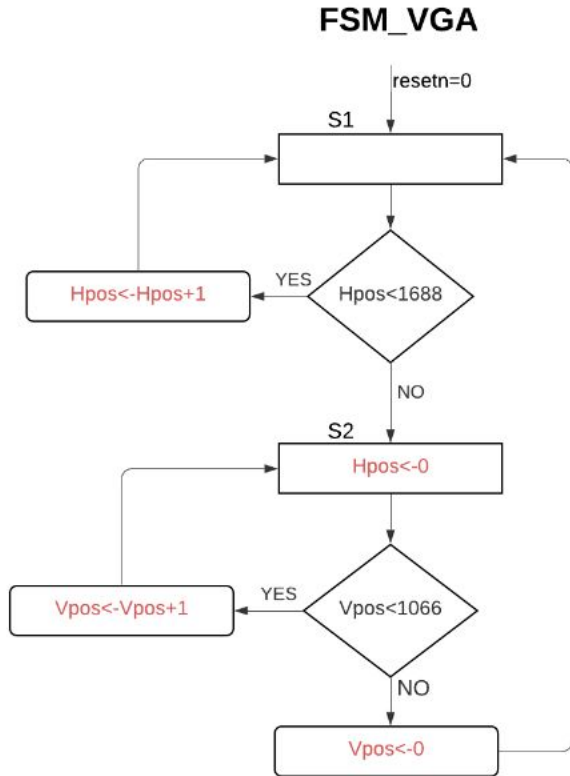 FSM_VGA
resetn=0
S1
YES
Hpos<-Hpos+1
Hpos<1688
NO
S2
Hpos<-0
YES
Vpos<-Vpos+1
Vpos<1066
NO
Vpos<-0